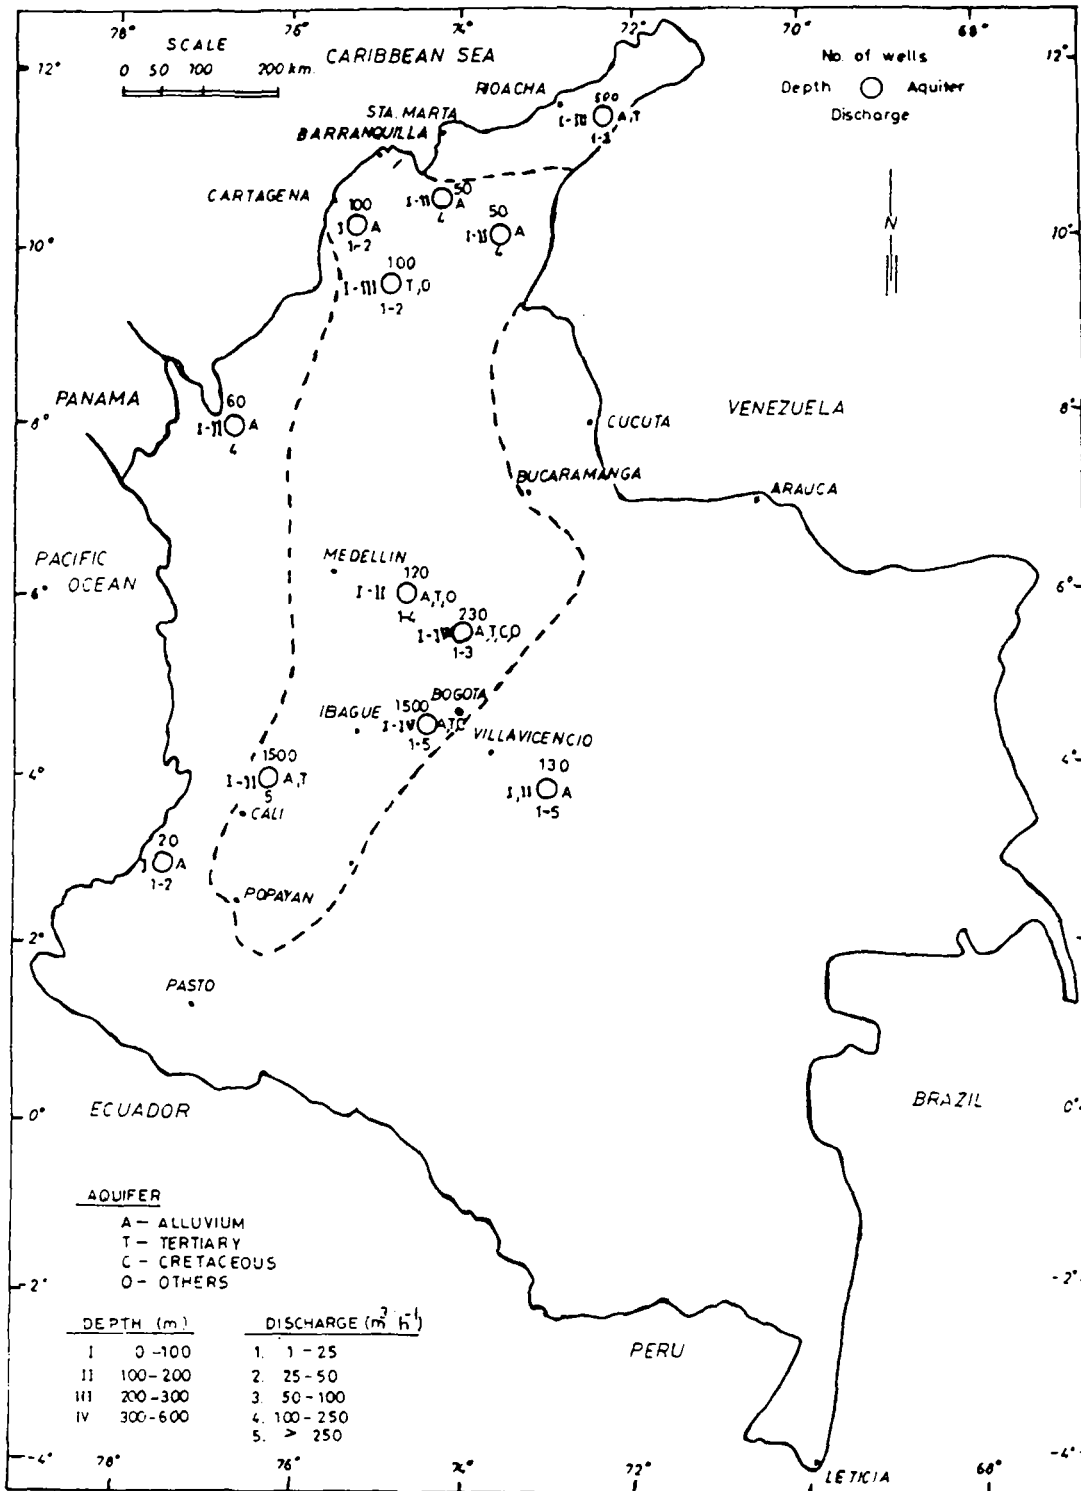 78° 76° 74° 72° 70° 68°
SCALE
0 50 100 200 km.
CARIBBEAN SEA
No. of wells
Depth Aquifer
Discharge
12° 12°
RIOACHA
I-III A,T
STA. MARTA
BARRANQUILLA
CARTAGENA
50
I-II A
4
100
I A
1-2
50
I-II A
4
N
10° 10°
100
I-III T,O
1-2
PANAMA
60
I-II A
4
VENEZUELA
8° 8°
CUCUTA
BUCARAMANGA
ARAUCA
PACIFIC
OCEAN
MEDELLIN
120
I-II A,T,O
6° 6°
230
A,T,C,O
1-3
BOGOTA
IBAGUE
1500
I-IV
1-5
VILLAVICENCIO
1500
I-II A,T
5
4° 4°
130
I,II A
1-5
CALI
20
A
1-2
POPAYAN
2°
PASTO
ECUADOR
BRAZIL
0° 0°
AQUIFER
A - ALLUVIUM
T - TERTIARY
C - CRETACEOUS
O - OTHERS
-2° -2°
DEPTH (m.)
I 0-100
II 100-200
III 200-300
IV 300-600
DISCHARGE (m³ h⁻¹)
1. 1-25
2. 25-50
3. 50-100
4. 100-250
5. > 250
PERU
-4° -4°
LETICIA
78° 76° 74° 72° 68°